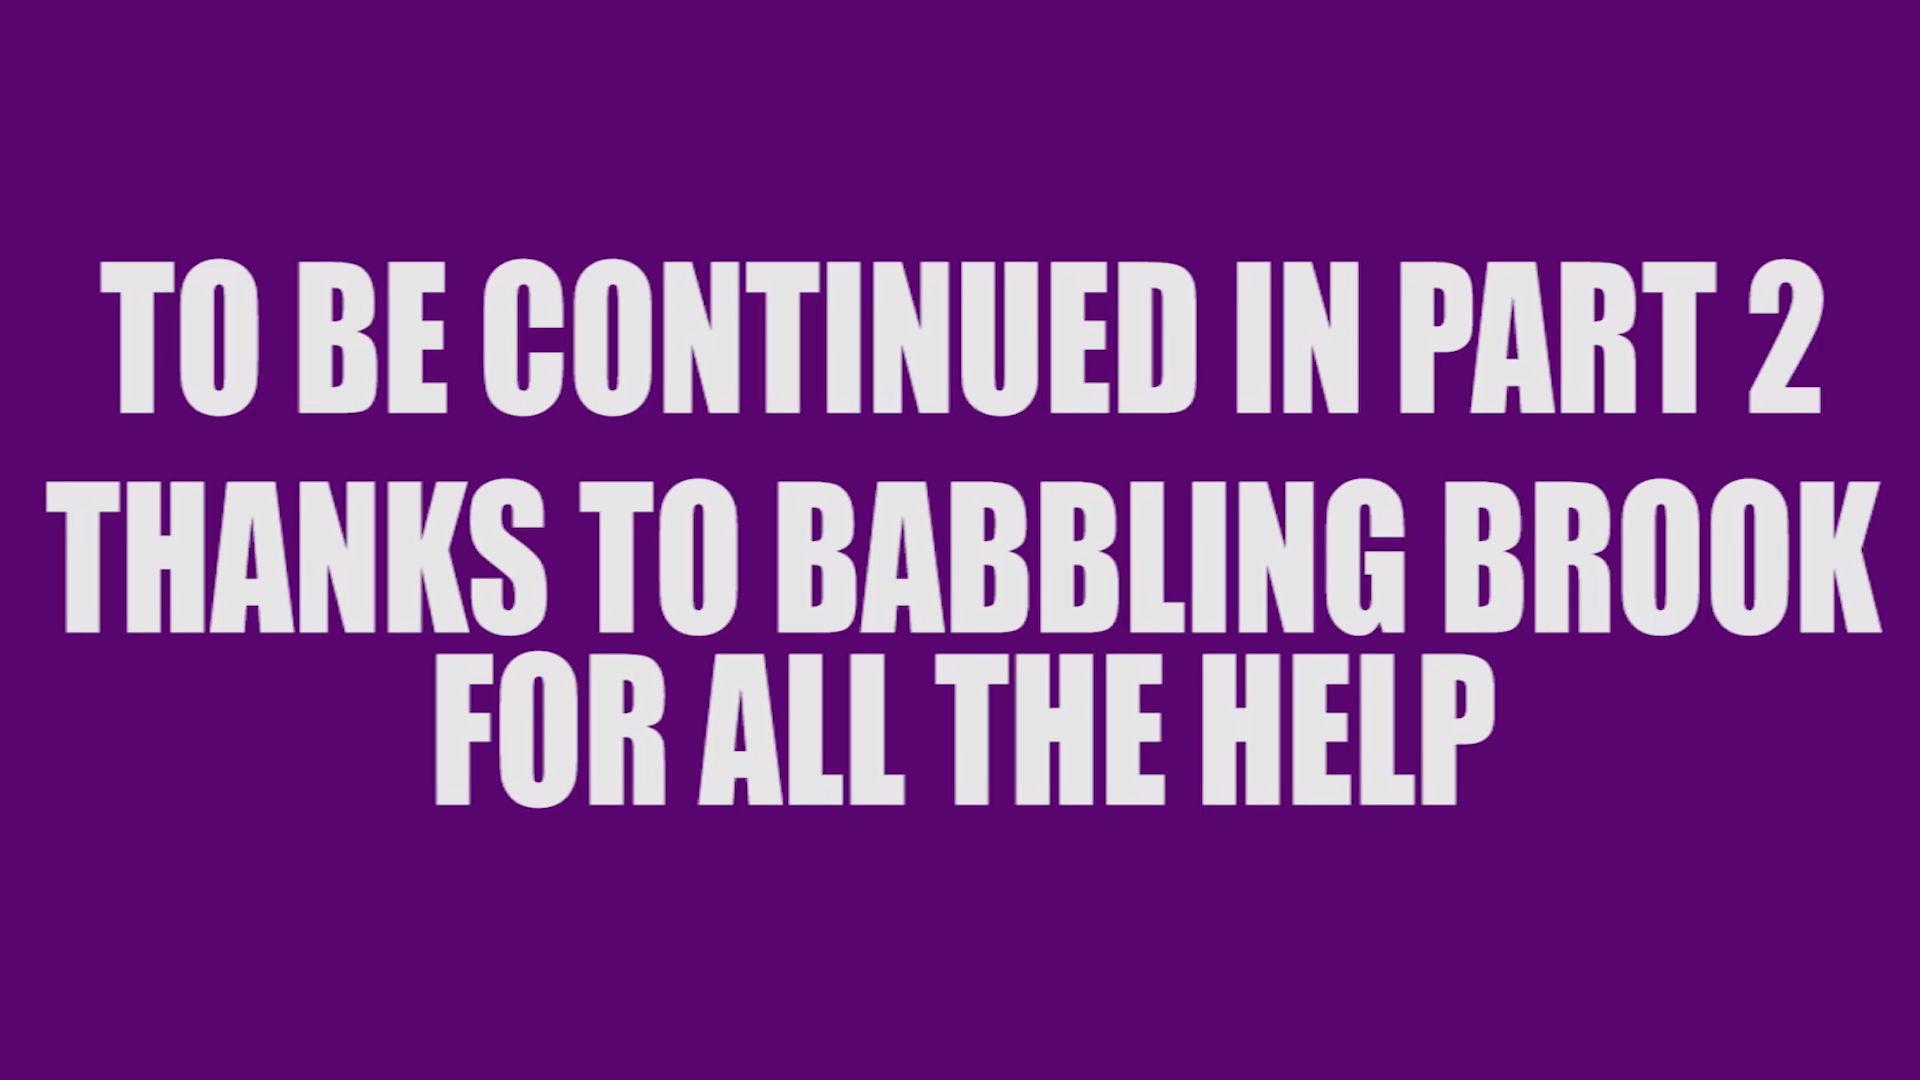 TO BE CONTINUED IN PART 2
THANKS TO BABBLING BROOK
FOR ALL THE HELP